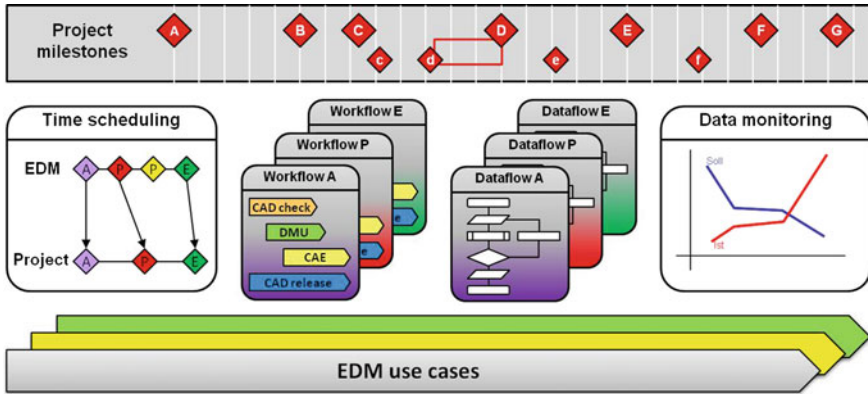 Project
milestones
A
B
C
D
E
F
G
c
d
e
f
Time scheduling
EDM
A
P
P
E
Project
A
P
E
Workflow E
Workflow P
Workflow A
CAD check
DMU
CAE
CAD release
e
e
Dataflow E
Dataflow P
Dataflow A
Data monitoring
Soll
Ist
EDM use cases